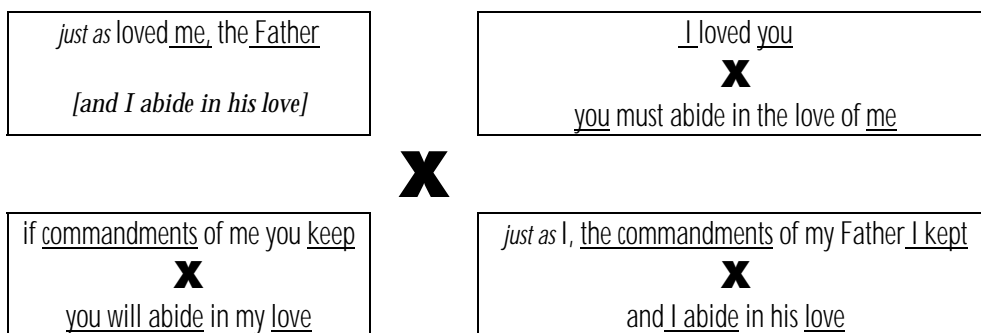 just as loved me, the Father
[and I abide in his love]
I loved you
X
you must abide in the love of me
X
if commandments of me you keep
X
you will abide in my love
just as I, the commandments of my Father I kept
X
and I abide in his love